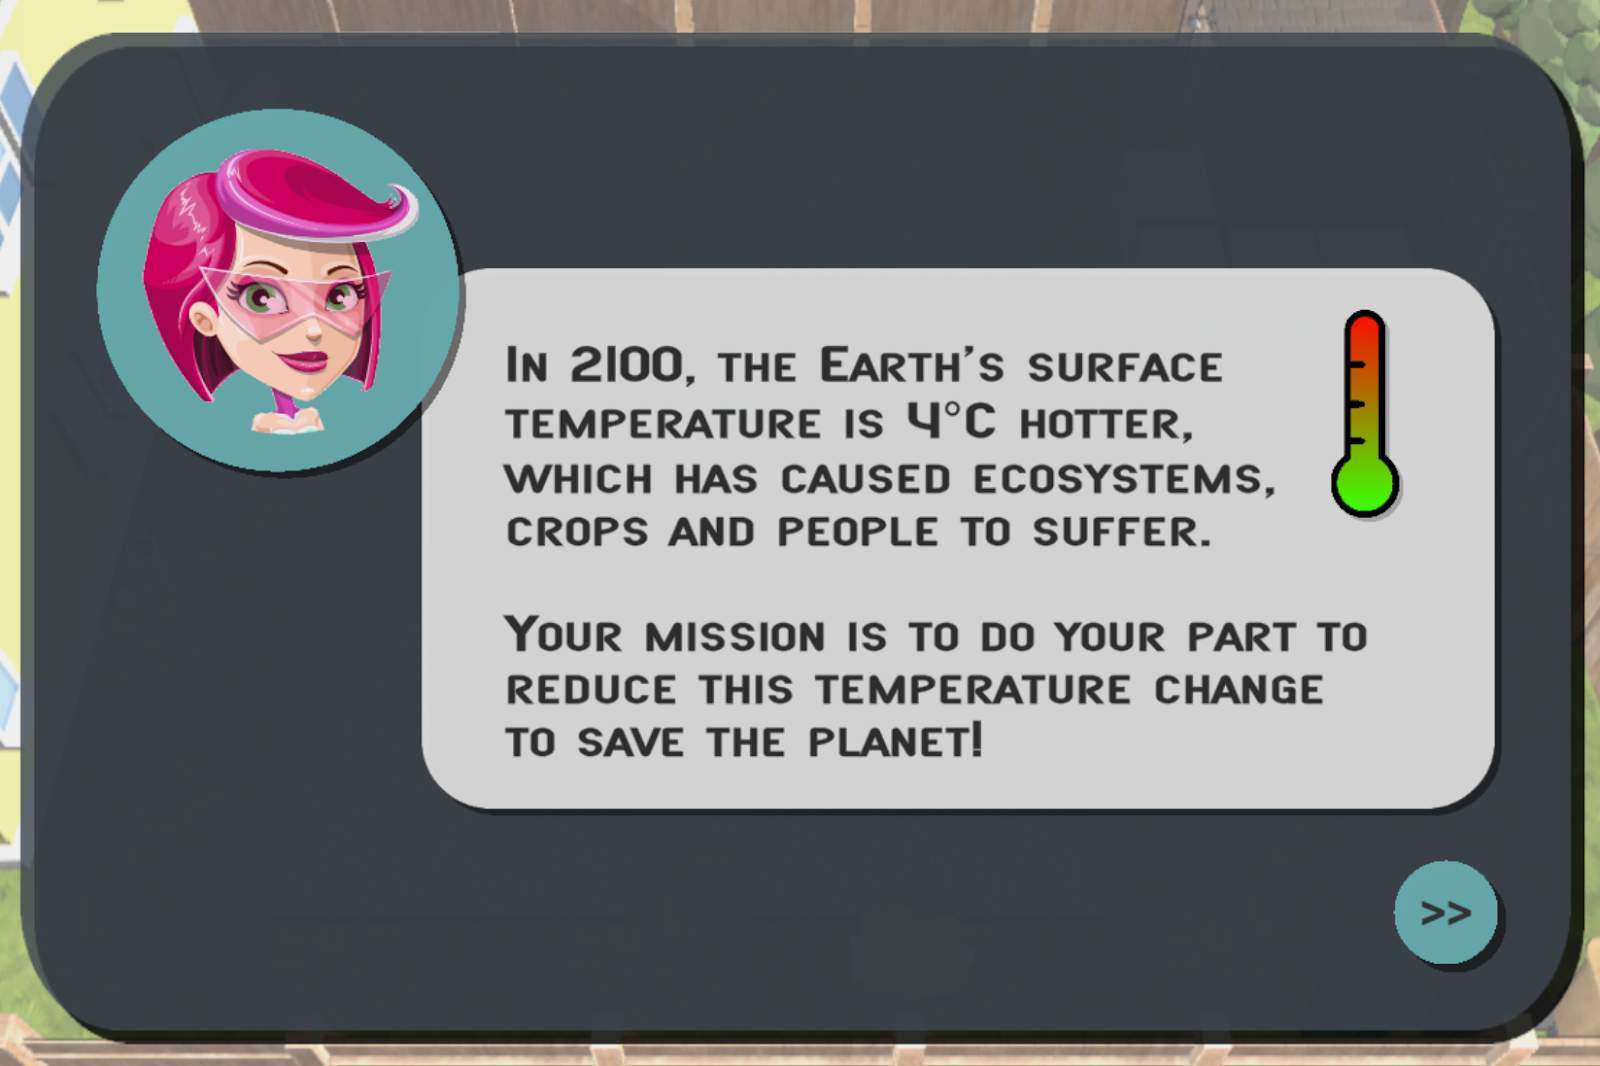 In 2100, the Earth's surface
temperature is 4°C hotter,
which has caused ecosystems,
crops and people to suffer.
Your mission is to do your part to
reduce this temperature change
to save the planet!
>>